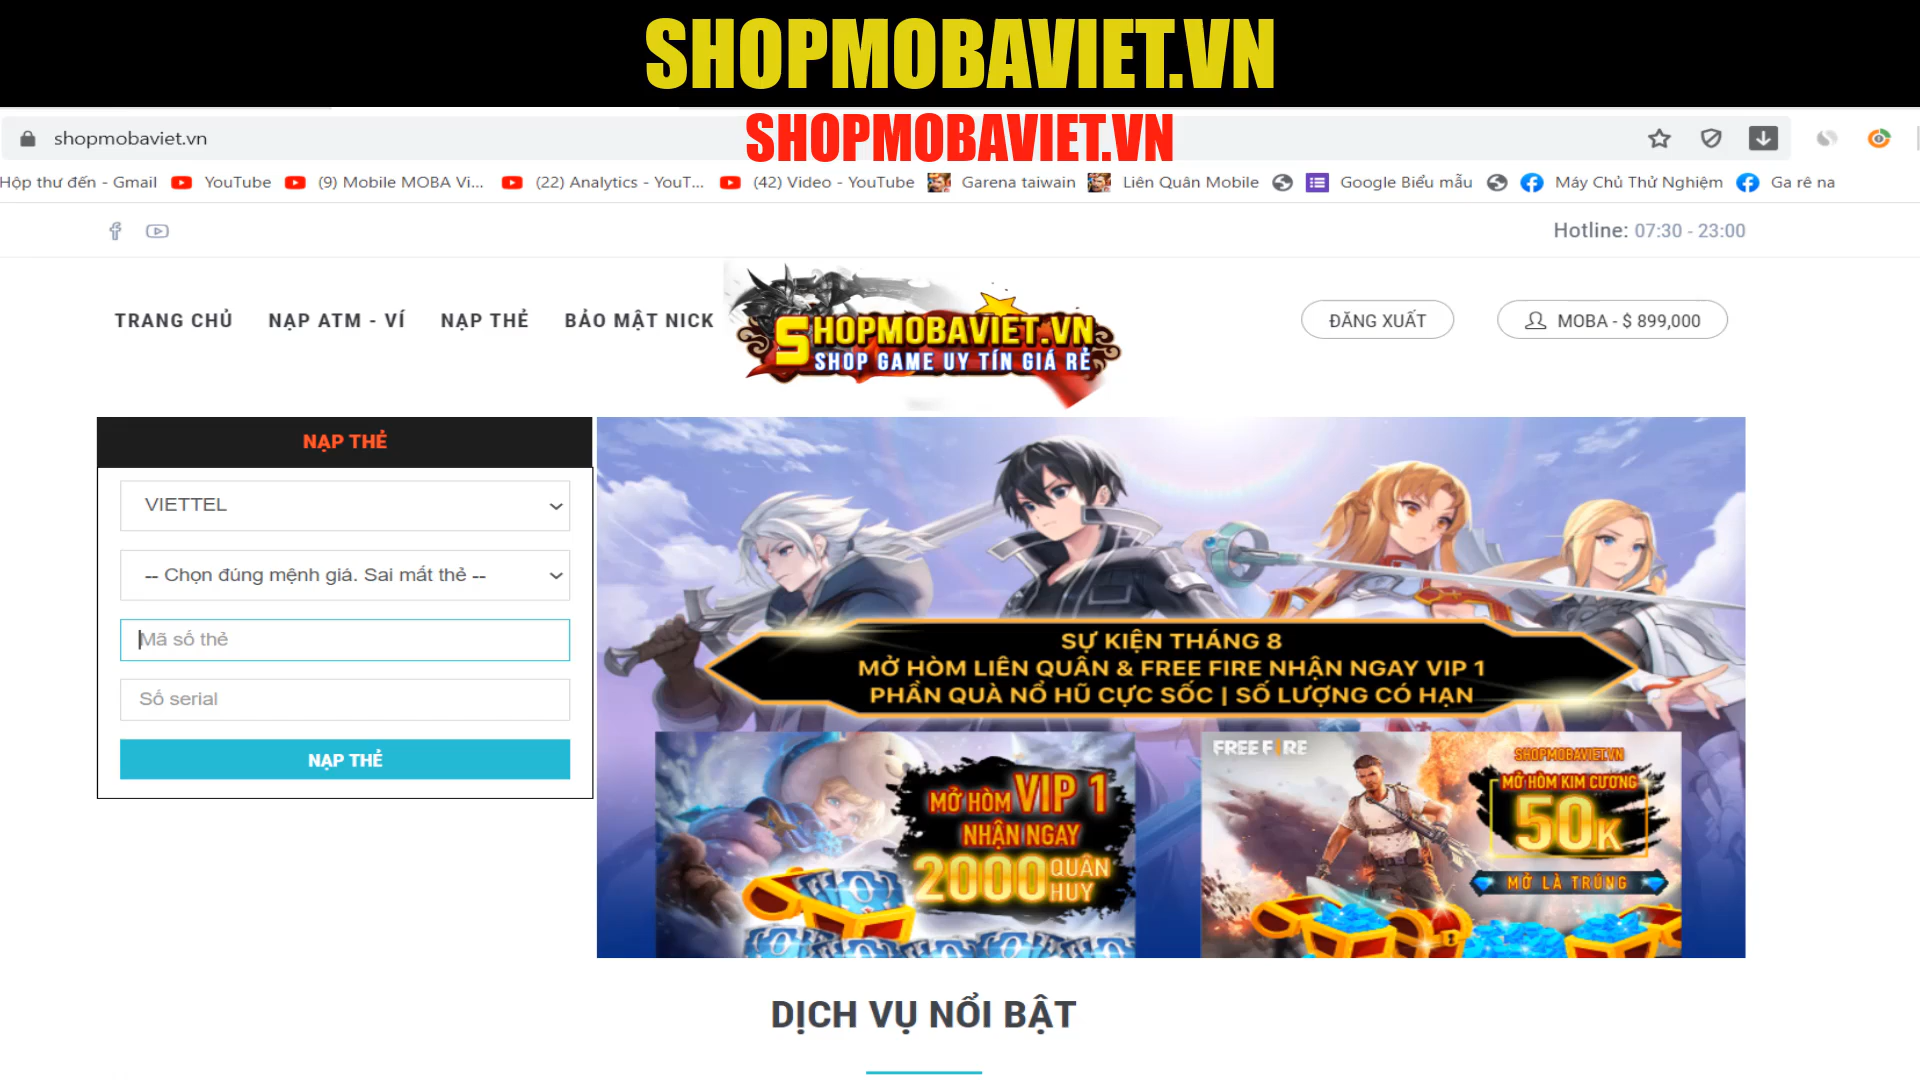 SHOPMOBAVIET.VN
SHOPMOBAVIET.VN
shopmobaviet.vn
Hộp thư đến - Gmail
YouTube
(9) Mobile MOBA Vi...
(22) Analytics - YouT...
(42) Video - YouTube
Garena taiwain
Liên Quân Mobile
Google Biểu mẫu
Máy Chủ Thử Nghiệm
Ga rê na
Hotline: 07:30 - 23:00
TRANG CHỦ
NẠP ATM - VÍ
NẠP THẺ
BẢO MẬT NICK
SHOPMOBAVIET.VN
SHOP GAME UY TÍN GIÁ RẺ
ĐĂNG XUẤT
MOBA - $ 899,000
NẠP THẺ
VIETTEL
-- Chọn đúng mệnh giá. Sai mất thẻ --
Mã số thẻ
Số serial
NẠP THẺ
SỰ KIỆN THÁNG 8
MỞ HÒM LIÊN QUÂN & FREE FIRE NHẬN NGAY VIP 1
PHẦN QUÀ NỔ HŨ CỰC SỐC | SỐ LƯỢNG CÓ HẠN
MỞ HÒM VIP 1
NHẬN NGAY
2000 QUÂN HUY
FREE FIRE
SHOPMOBAVIET.VN
MỞ HÒM KIM CƯƠNG
50K
MỞ LÀ TRÚNG
DỊCH VỤ NỔI BẬT